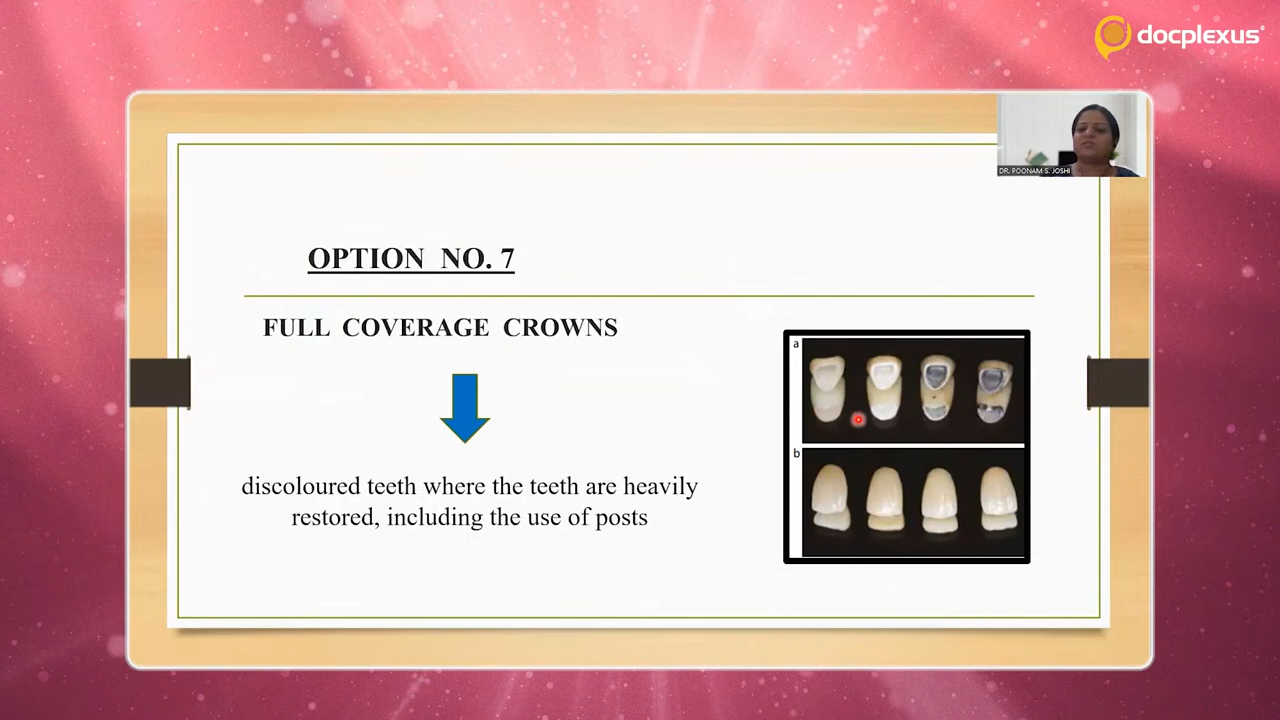 docplexus
DR. POONAM S. JOSHI
OPTION NO. 7
FULL COVERAGE CROWNS
discoloured teeth where the teeth are heavily
restored, including the use of posts
a
b